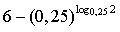 6 – (0,25)^{log_{0,25} 2}